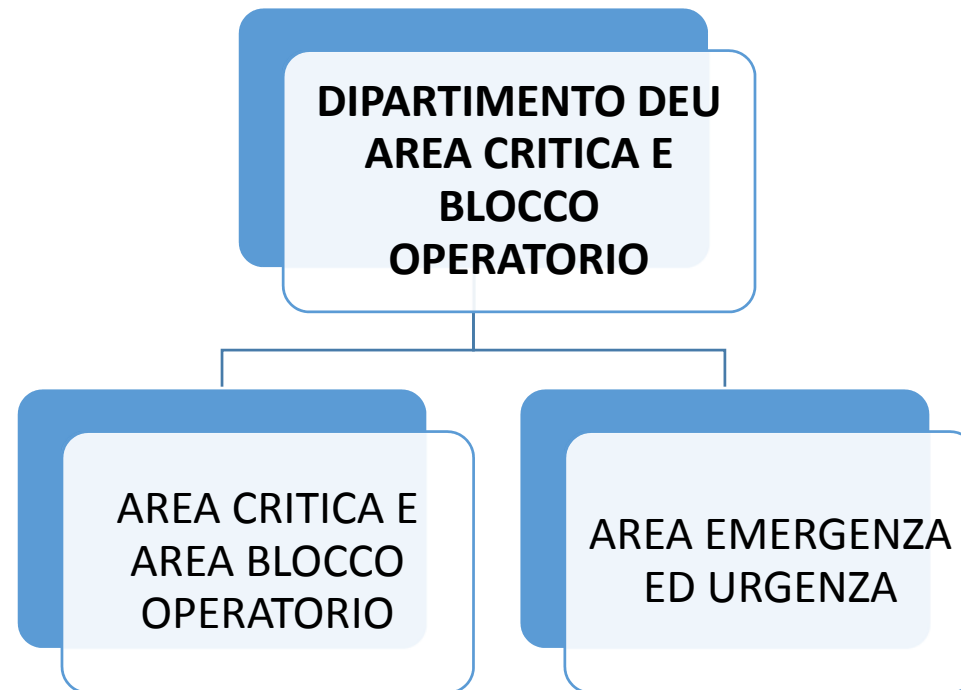 DIPARTIMENTO DEU
AREA CRITICA E
BLOCCO
OPERATORIO
AREA CRITICA E
AREA BLOCCO
OPERATORIO
AREA EMERGENZA
ED URGENZA